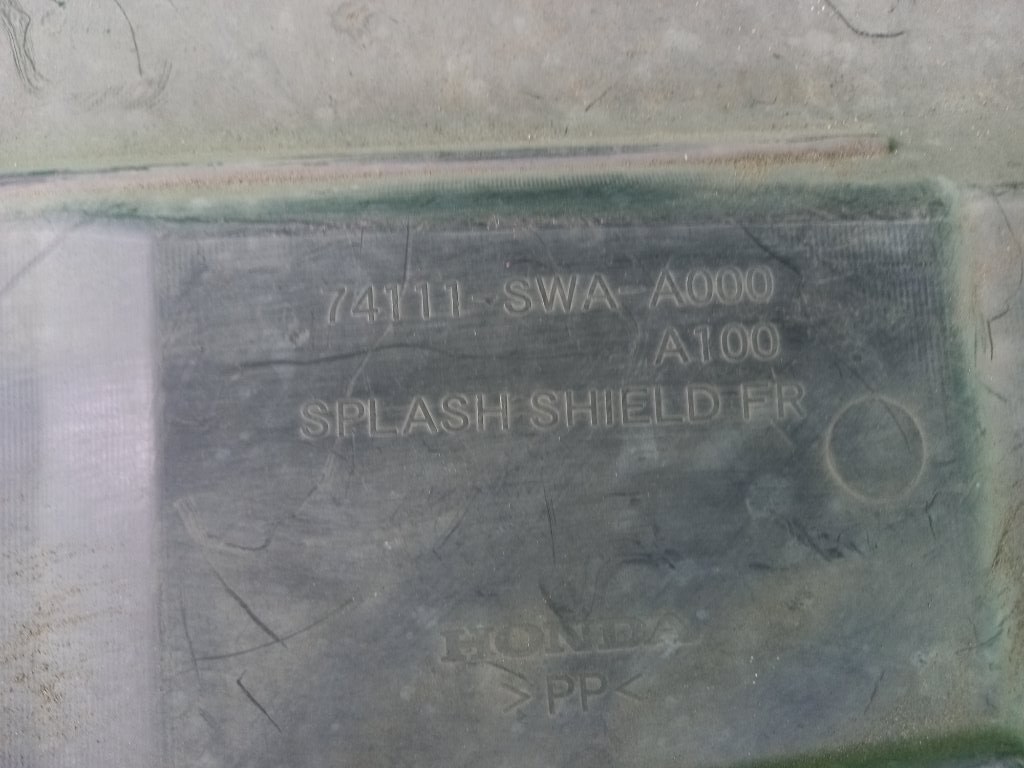 74111-SWA-A000
A100
SPLASH SHIELD FR
HONDA
>PP<